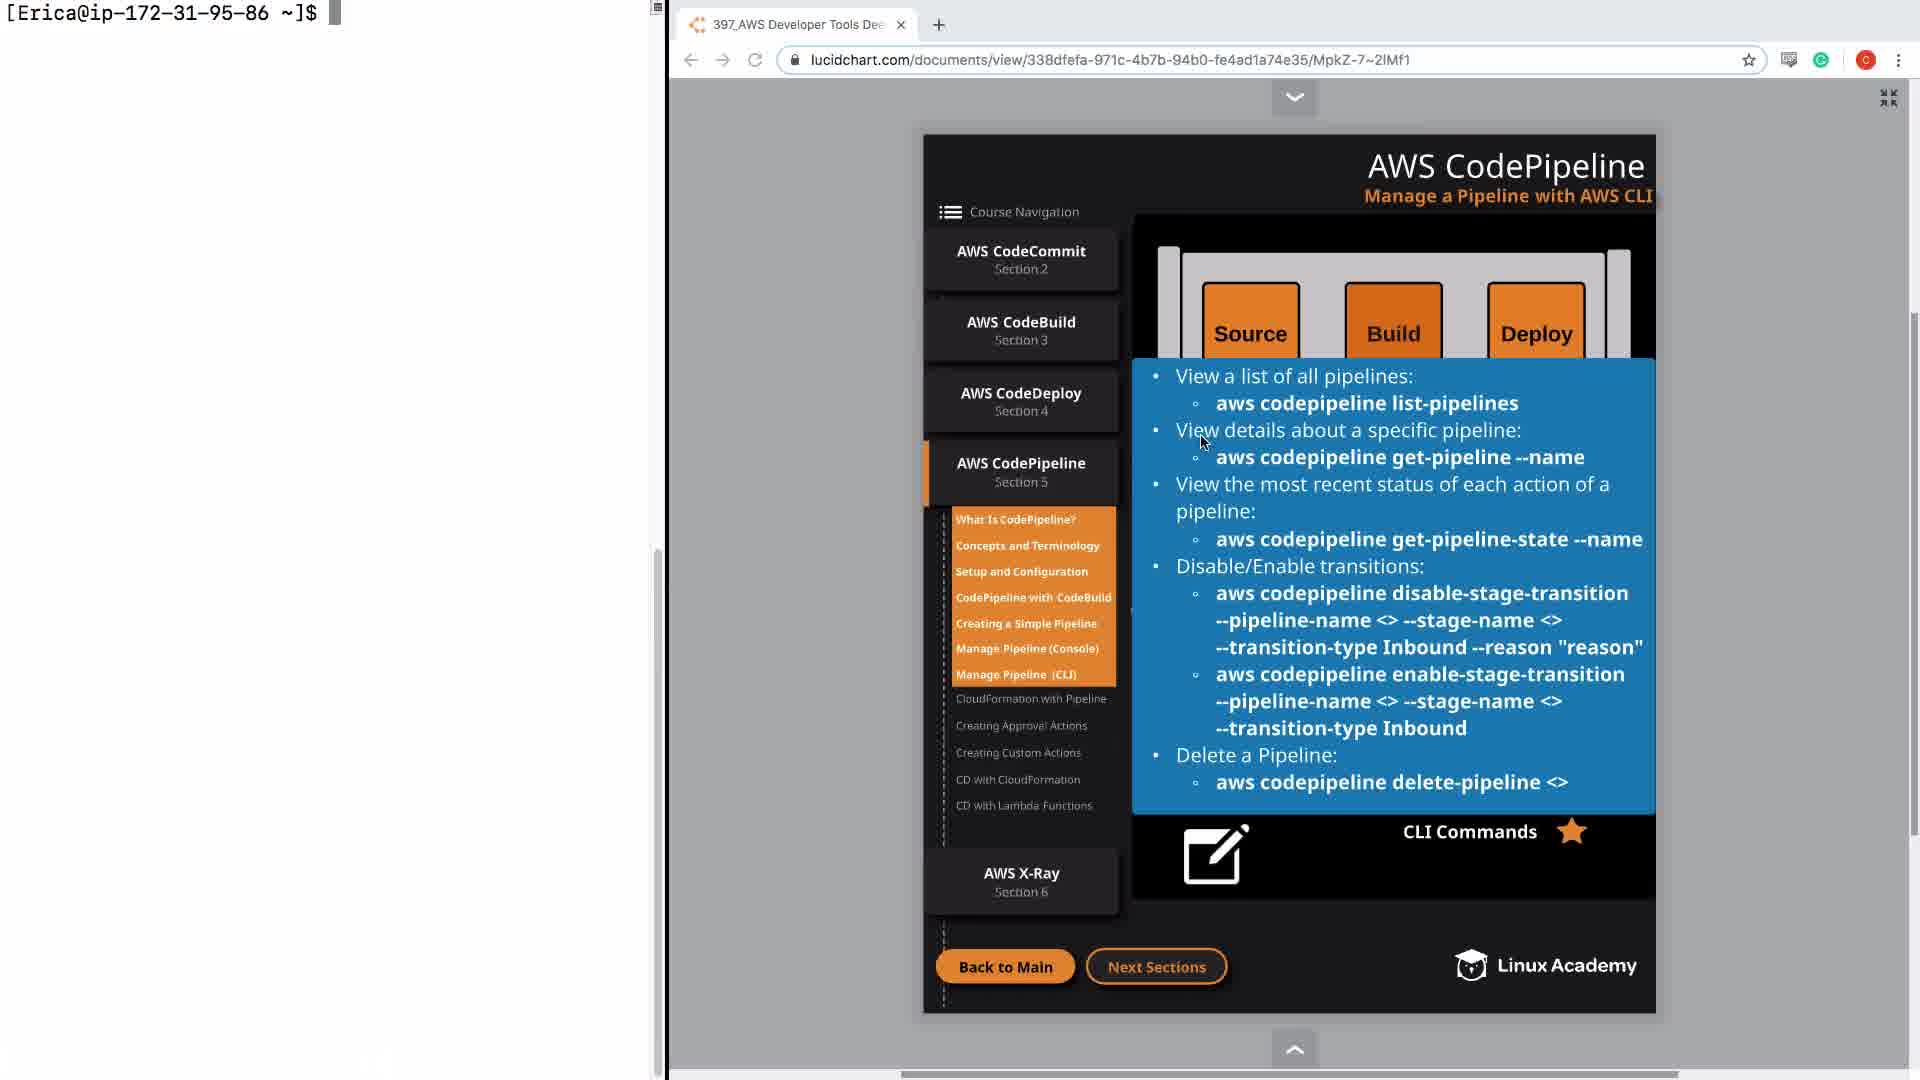 [Erica@ip-172-31-95-86 ~]$
397_AWS Developer Tools Dee
lucidchart.com/documents/view/338dfefa-971c-4b7b-94b0-fe4ad1a74e35/MpkZ-7~2IMf1
C
AWS CodePipeline
Manage a Pipeline with AWS CLI
Course Navigation
AWS CodeCommit
Section 2
AWS CodeBuild
Section 3
AWS CodeDeploy
Section 4
AWS CodePipeline
Section 5
What Is CodePipeline?
Concepts and Terminology
Setup and Configuration
CodePipeline with CodeBuild
Creating a Simple Pipeline
Manage Pipeline (Console)
Manage Pipeline (CLI)
CloudFormation with Pipeline
Creating Approval Actions
Creating Custom Actions
CD with CloudFormation
CD with Lambda Functions
AWS X-Ray
Section 6
Source
Build
Deploy
• View a list of all pipelines:
◦ aws codepipeline list-pipelines
• View details about a specific pipeline:
◦ aws codepipeline get-pipeline --name
• View the most recent status of each action of a
pipeline:
◦ aws codepipeline get-pipeline-state --name
• Disable/Enable transitions:
◦ aws codepipeline disable-stage-transition
--pipeline-name <> --stage-name <>
--transition-type Inbound --reason "reason"
◦ aws codepipeline enable-stage-transition
--pipeline-name <> --stage-name <>
--transition-type Inbound
• Delete a Pipeline:
◦ aws codepipeline delete-pipeline <>
CLI Commands
Back to Main
Next Sections
Linux Academy